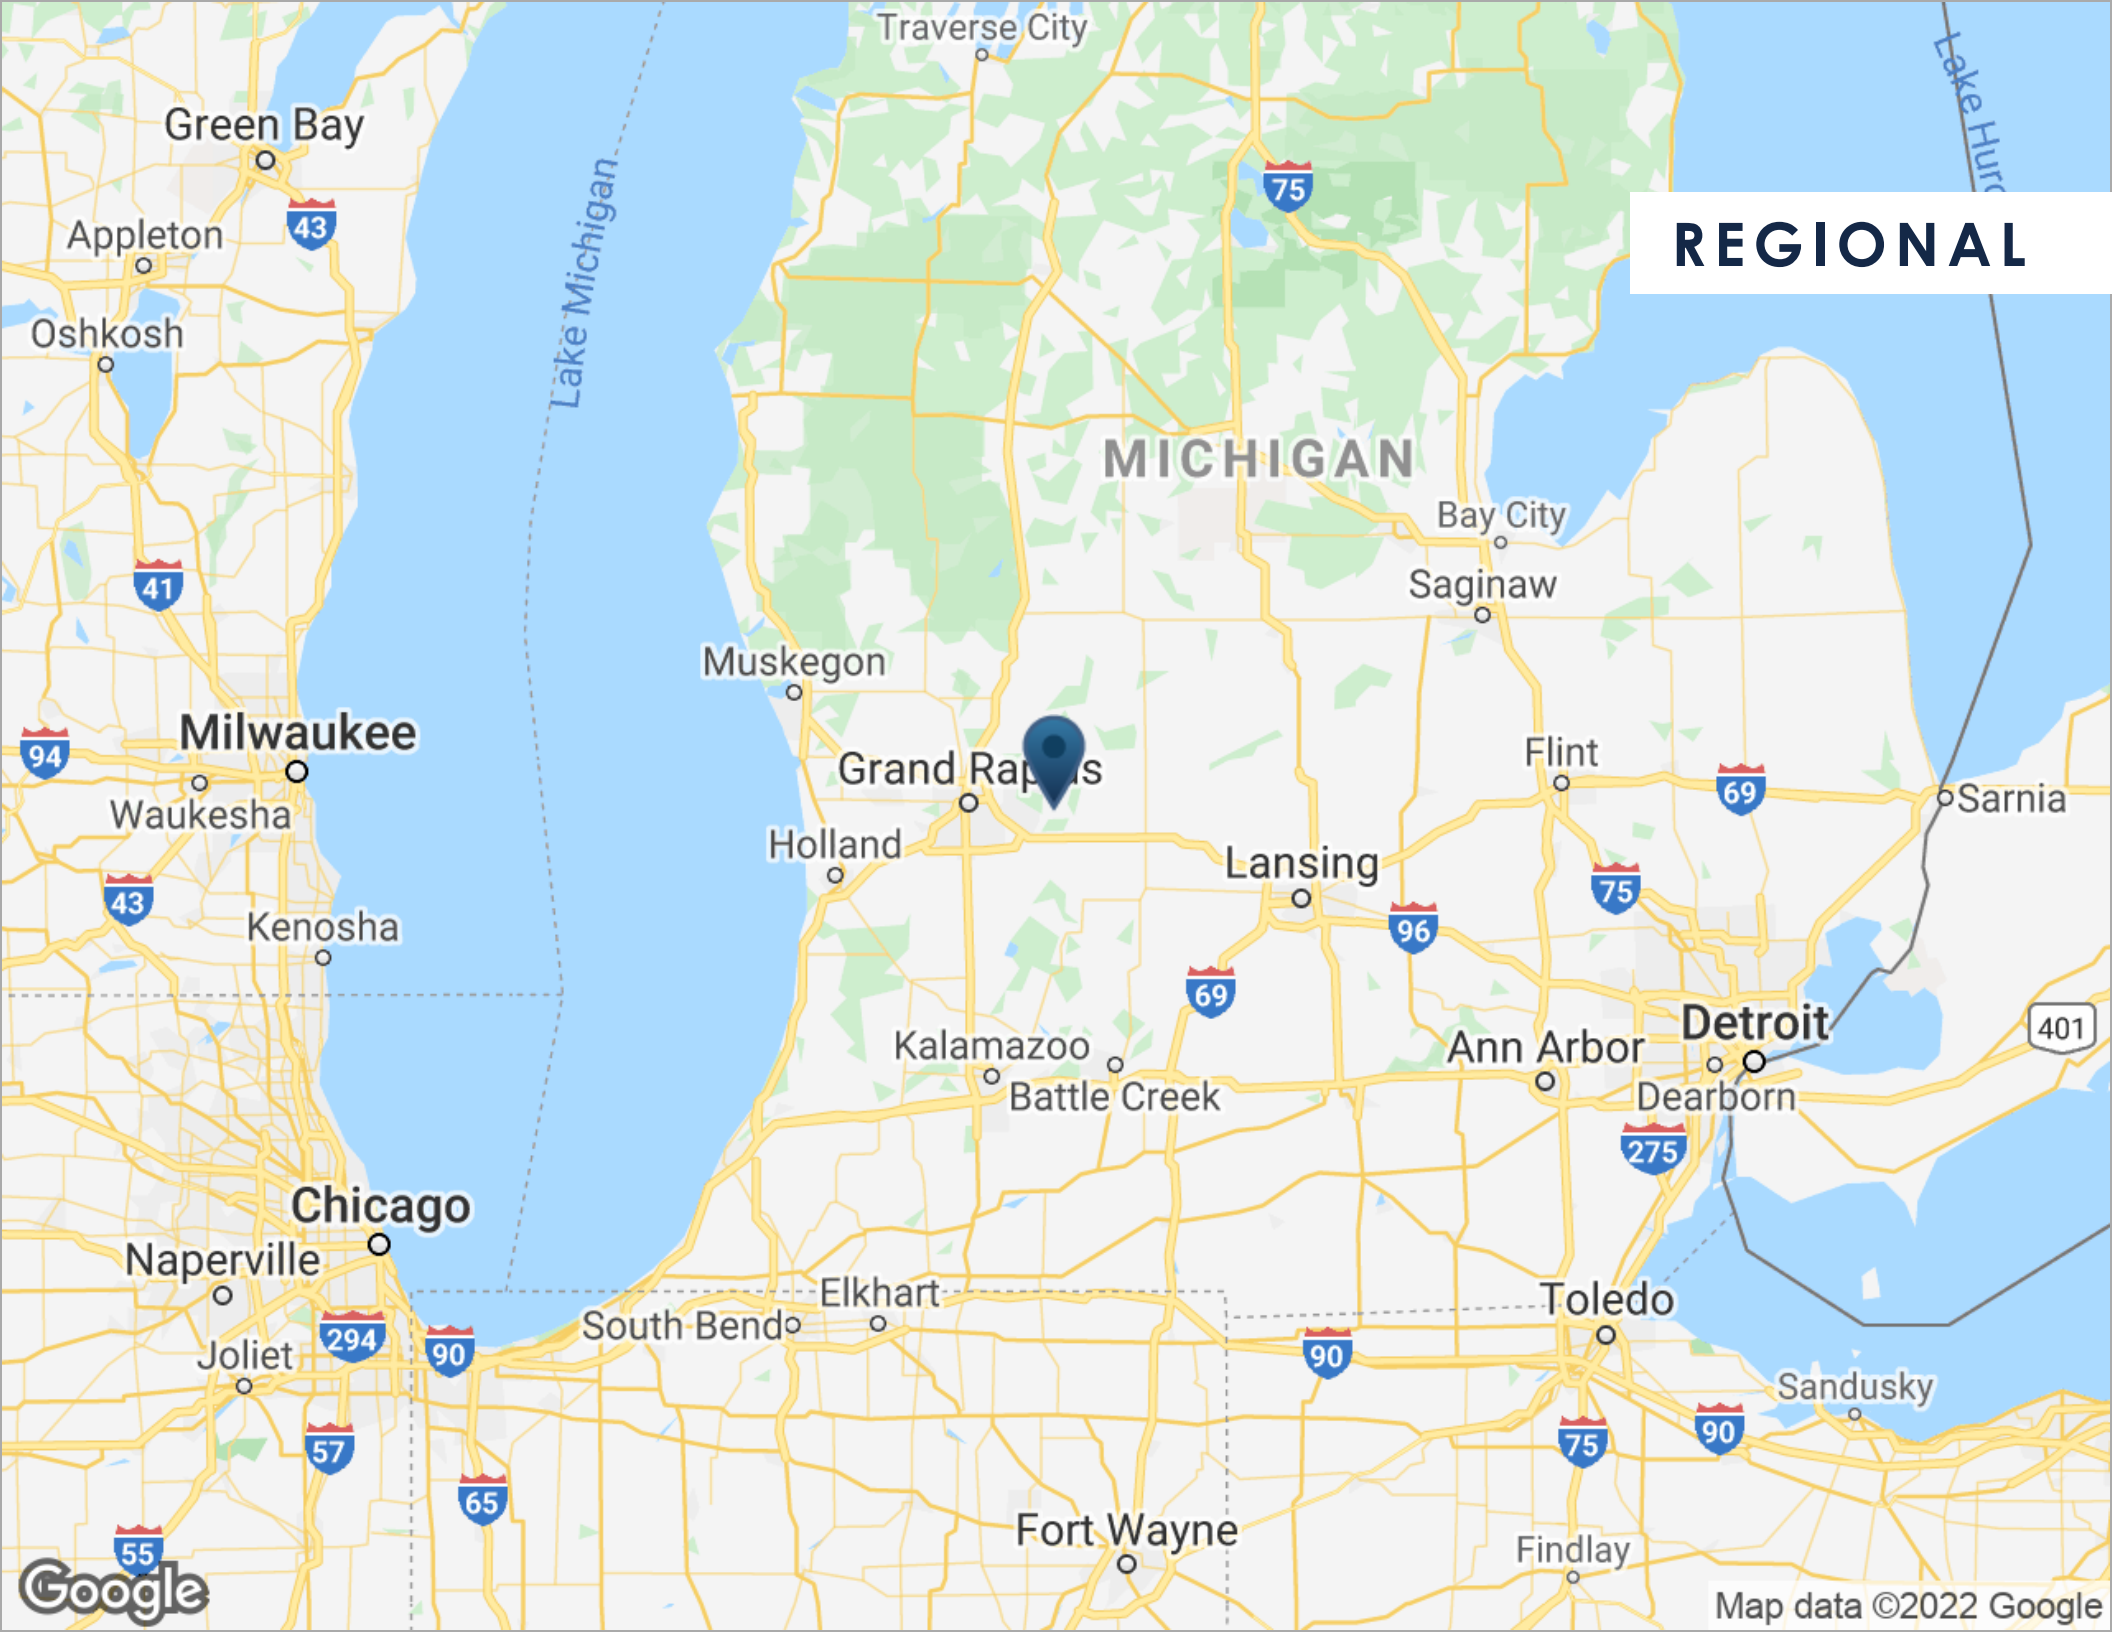 Traverse City
Lake Huro
Green Bay
75
43
REGIONAL
Appleton
Lake Michigan
Oshkosh
MICHIGAN
Bay City
41
Saginaw
Muskegon
Milwaukee
94
Grand Rap s
Flint
69
Waukesha
Sarnia
Holland
Lansing
43
75
Kenosha
96
69
Detroit
401
Kalamazoo
Ann Arbor
Battle Creek
Dearborn
275
Chicago
Naperville
Elkhart
Toledo
South Bend
294
90
Joliet
90
Sandusky
57
75
90
65
Fort Wayne
55
Findlay
Google
Map data ©2022 Google